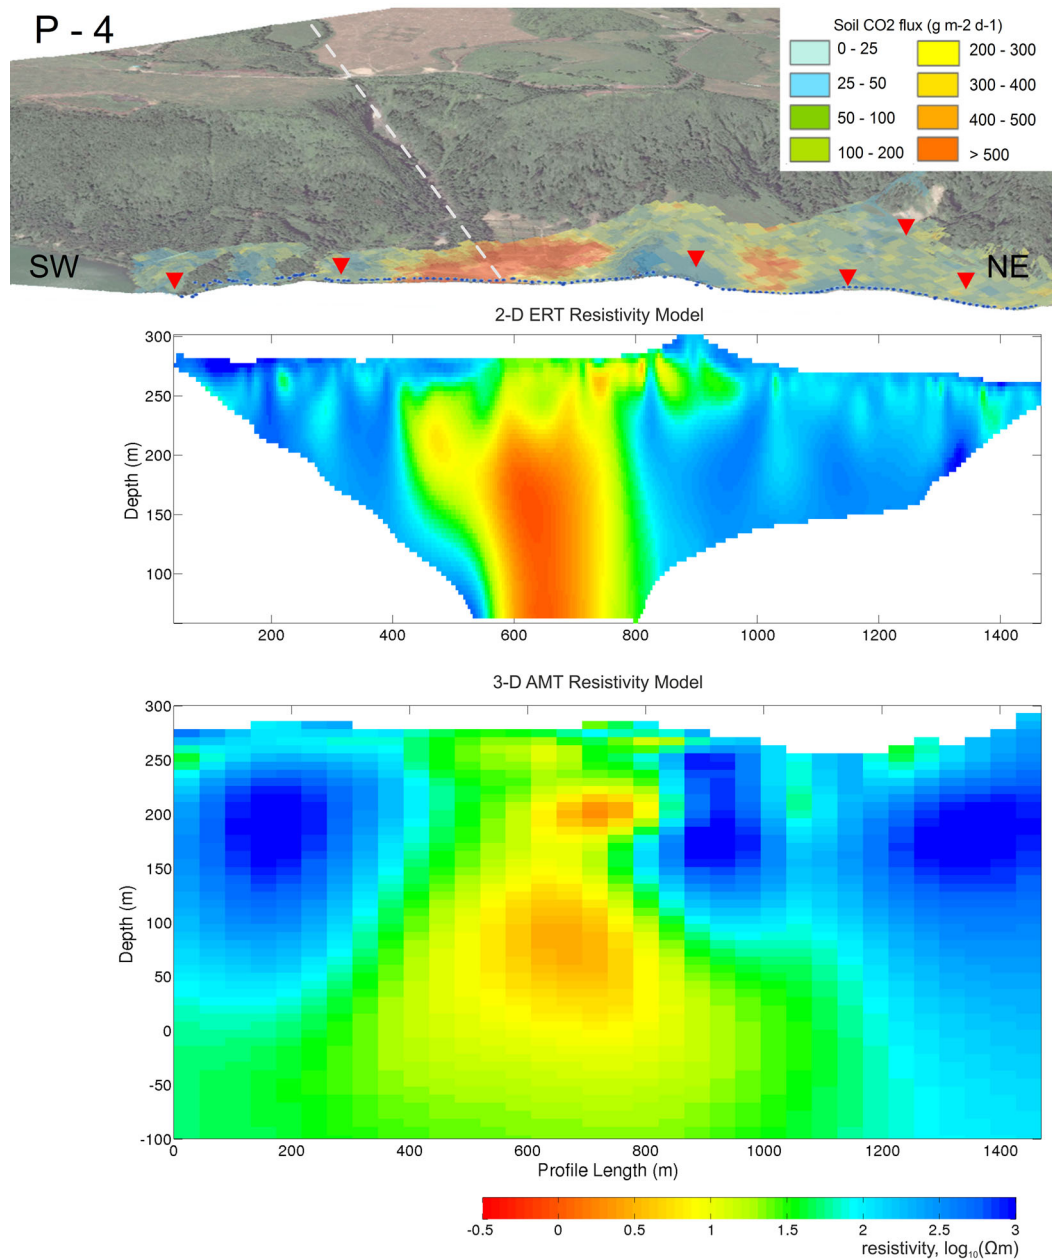 P - 4
Soil CO2 flux (g m-2 d-1)
0 - 25
200 - 300
25 - 50
300 - 400
50 - 100
400 - 500
100 - 200
> 500
SW
NE
2-D ERT Resistivity Model
300
250
200
150
100
Depth (m)
200
400
600
800
1000
1200
1400
3-D AMT Resistivity Model
300
250
200
150
100
50
0
-50
-100
Depth (m)
0
200
400
600
800
1000
1200
1400
Profile Length (m)
-0.5
0
0.5
1
1.5
2
2.5
3
resistivity, log₁₀(Ωm)